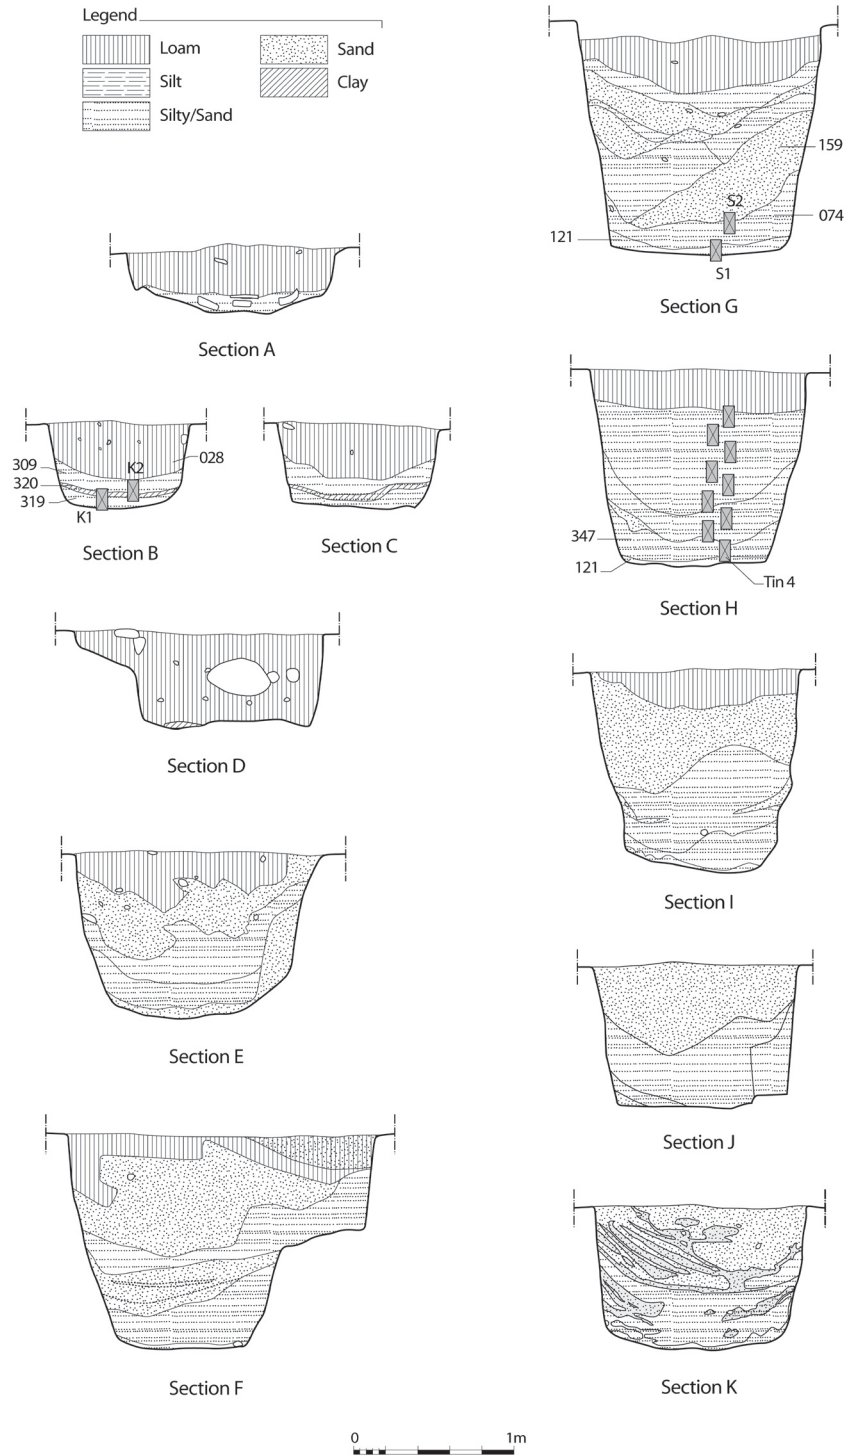 Legend
Loam
Sand
Silt
Clay
Silty/Sand
159
S2
074
121
S1
Section G
Section A
028
309
K2
320
319
K1
Section B
Section C
347
121
Tin 4
Section H
Section D
Section I
Section E
Section J
Section F
Section K
0 1m